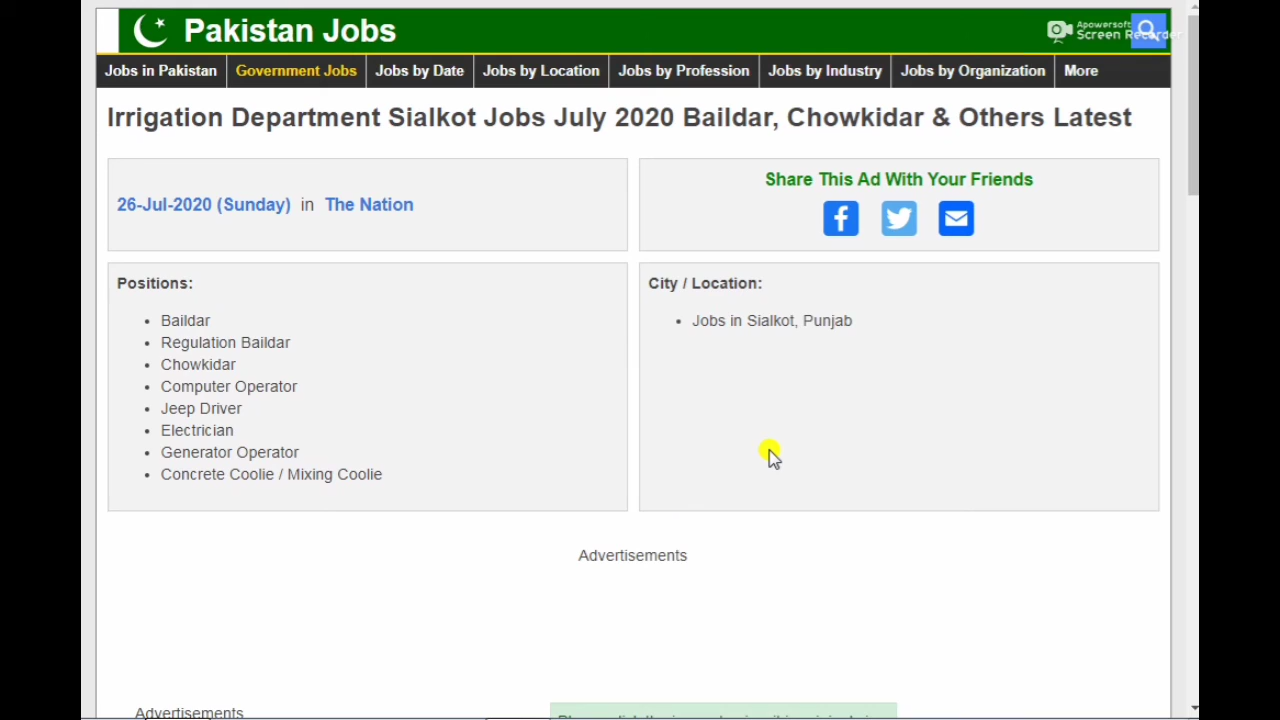 Pakistan Jobs
Apowersoft
Screen Recorder
Jobs in Pakistan
Government Jobs
Jobs by Date
Jobs by Location
Jobs by Profession
Jobs by Industry
Jobs by Organization
More
Irrigation Department Sialkot Jobs July 2020 Baildar, Chowkidar & Others Latest
26-Jul-2020 (Sunday) in The Nation
Share This Ad With Your Friends
Positions:
Baildar
Regulation Baildar
Chowkidar
Computer Operator
Jeep Driver
Electrician
Generator Operator
Concrete Coolie / Mixing Coolie
City / Location:
Jobs in Sialkot, Punjab
Advertisements
Advertisements